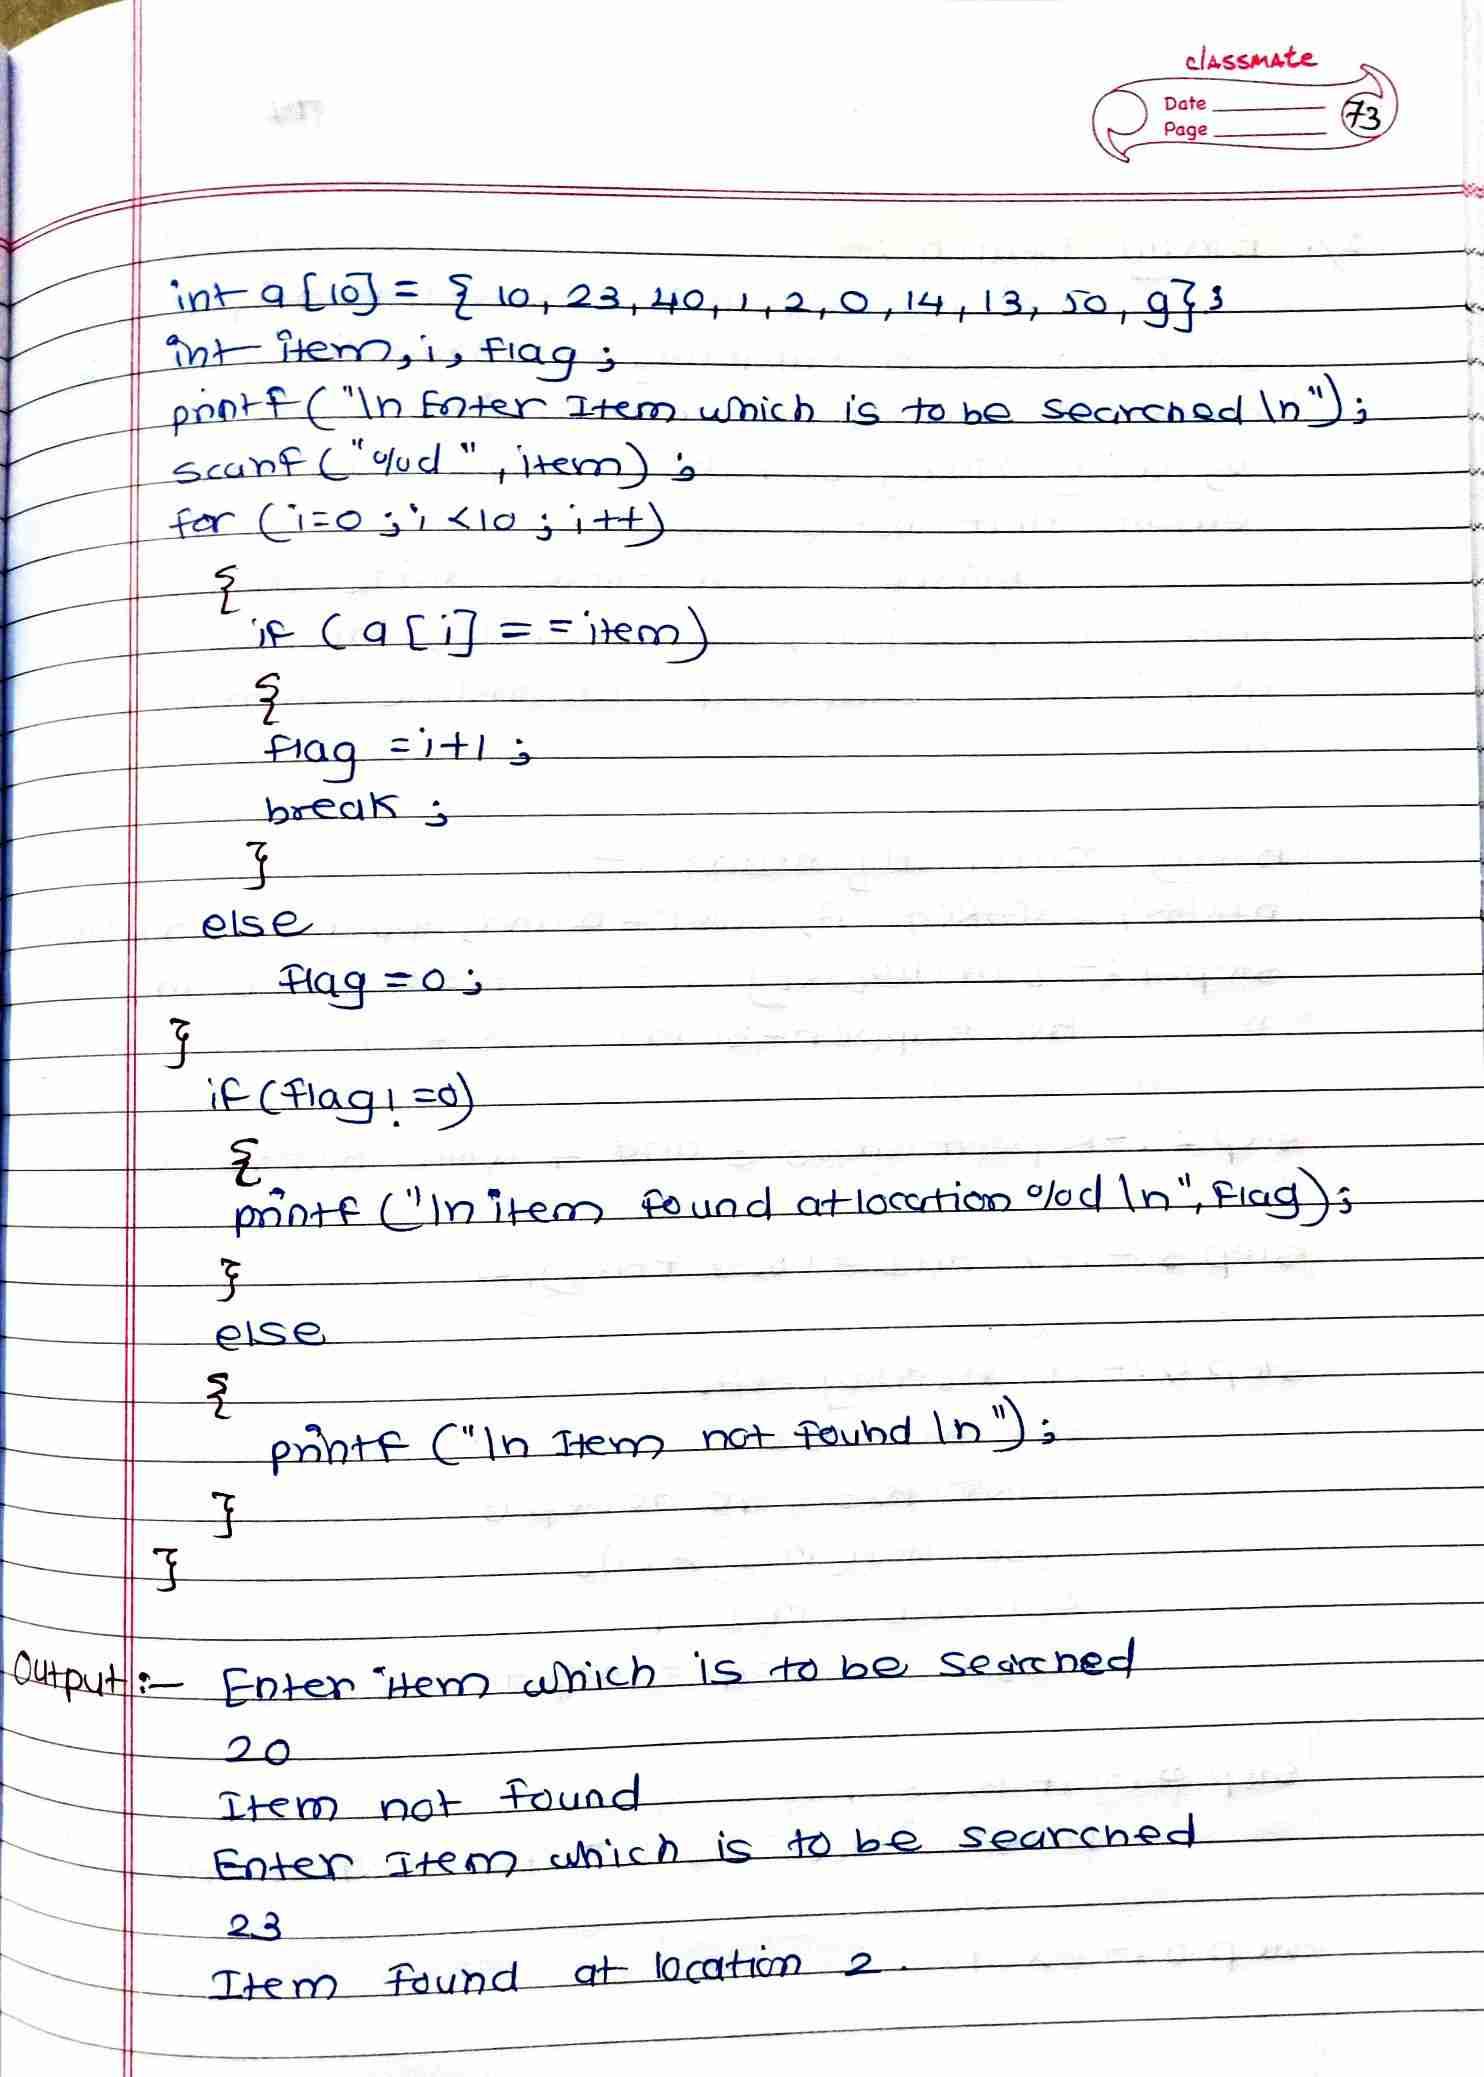 classmate
Date
Page 73
int a[10] = { 10, 23, 40, 1, 2, 0, 14, 13, 50, 9};
int item, i, flag ;
printf ("\n Enter Item which is to be searched \n");
scanf ("%d ", item) ;
for (i=0 ; i <10 ; i++)
{
if (a[i] = = item)
{
flag = i+1 ;
break ;
}
else
flag = 0 ;
}
if (flag! =0)
{
printf ("\n item found at location %d \n", flag);
}
else
{
printf ("\n Item not found \n");
}
}
Output :- Enter item which is to be searched
20
Item not found
Enter Item which is to be searched
23
Item found at location 2.